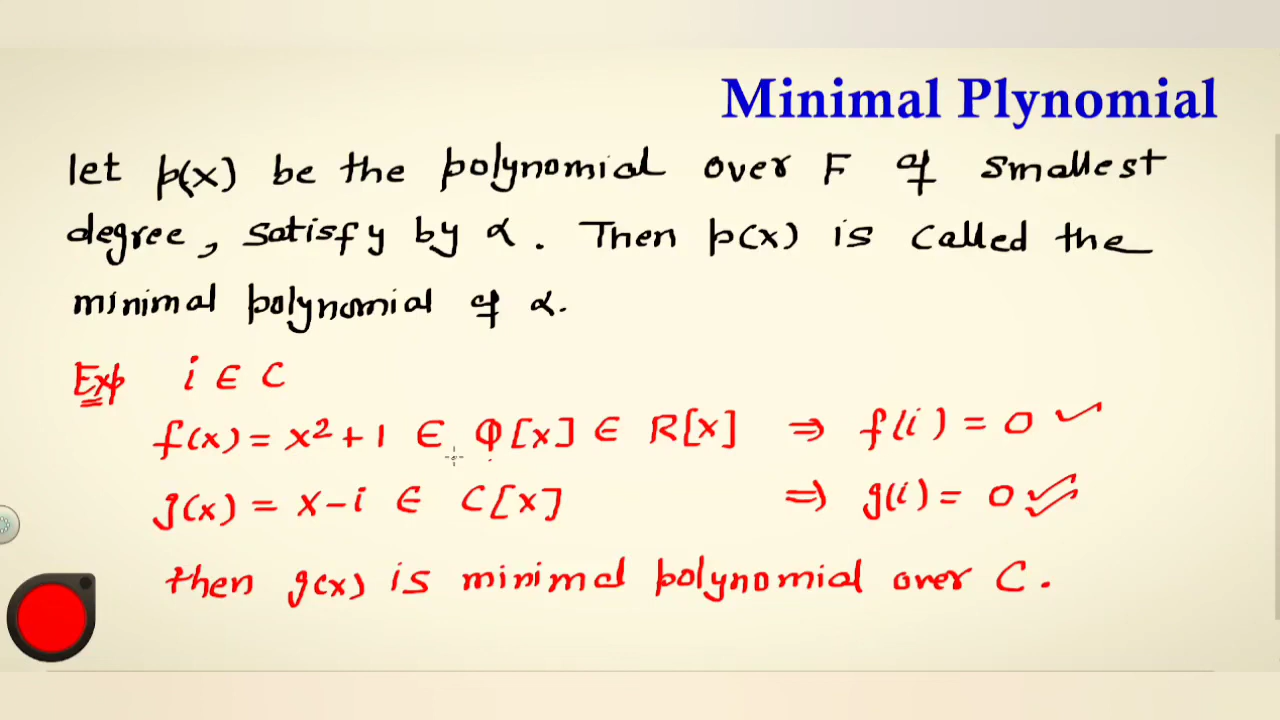 Minimal Plynomial
let p(x) be the polynomial over F of smallest
degree, satisfy by α. Then p(x) is called the
minimal polynomial of α.
Exp i ∈ C
f(x) = x²+1 ∈ Q[x] ∈ R[x] ⇒ f(i) = 0 ✓
g(x) = x-i ∈ C[x] ⇒ g(i) = 0 ✓
then g(x) is minimal polynomial over C.